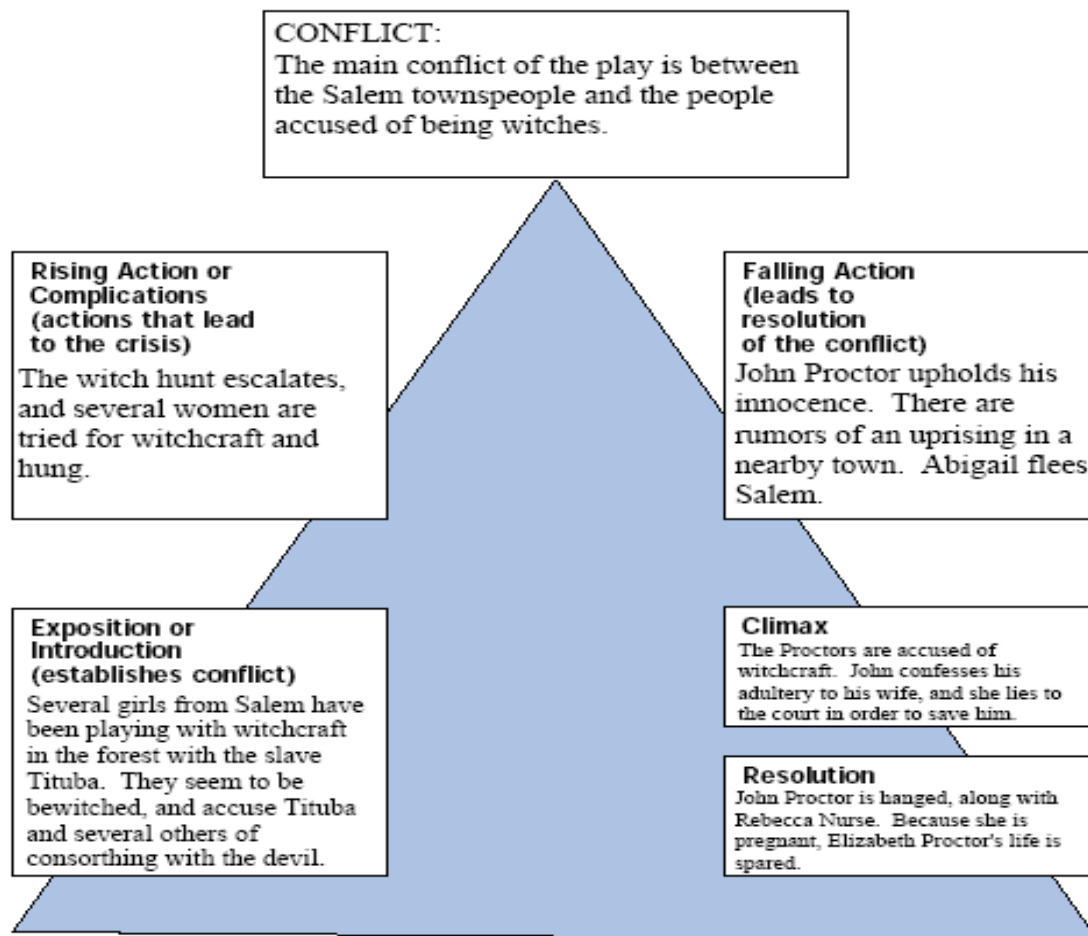 CONFLICT:
The main conflict of the play is between
the Salem townspeople and the people
accused of being witches.
Rising Action or
Complications
(actions that lead
to the crisis)
The witch hunt escalates,
and several women are
tried for witchcraft and
hung.
Falling Action
(leads to
resolution
of the conflict)
John Proctor upholds his
innocence. There are
rumors of an uprising in a
nearby town. Abigail flees
Salem.
Exposition or
Introduction
(establishes conflict)
Several girls from Salem have
been playing with witchcraft
in the forest with the slave
Tituba. They seem to be
bewitched, and accuse Tituba
and several others of
consorthing with the devil.
Climax
The Proctors are accused of
witchcraft. John confesses his
adultery to his wife, and she lies to
the court in order to save him.
Resolution
John Proctor is hanged, along with
Rebecca Nurse. Because she is
pregnant, Elizabeth Proctor's life is
spared.